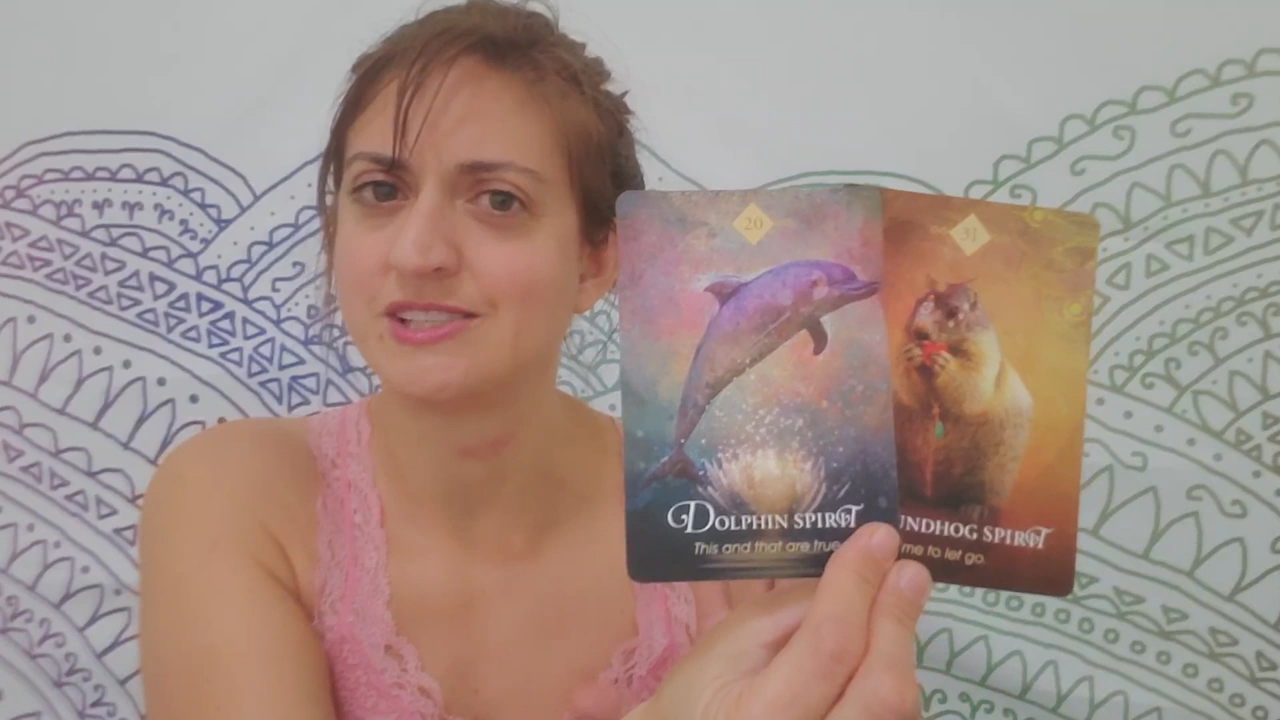 20
31
DOLPHIN SPIRIT
This and that are true
UNDHOG SPIRIT
me to let go.